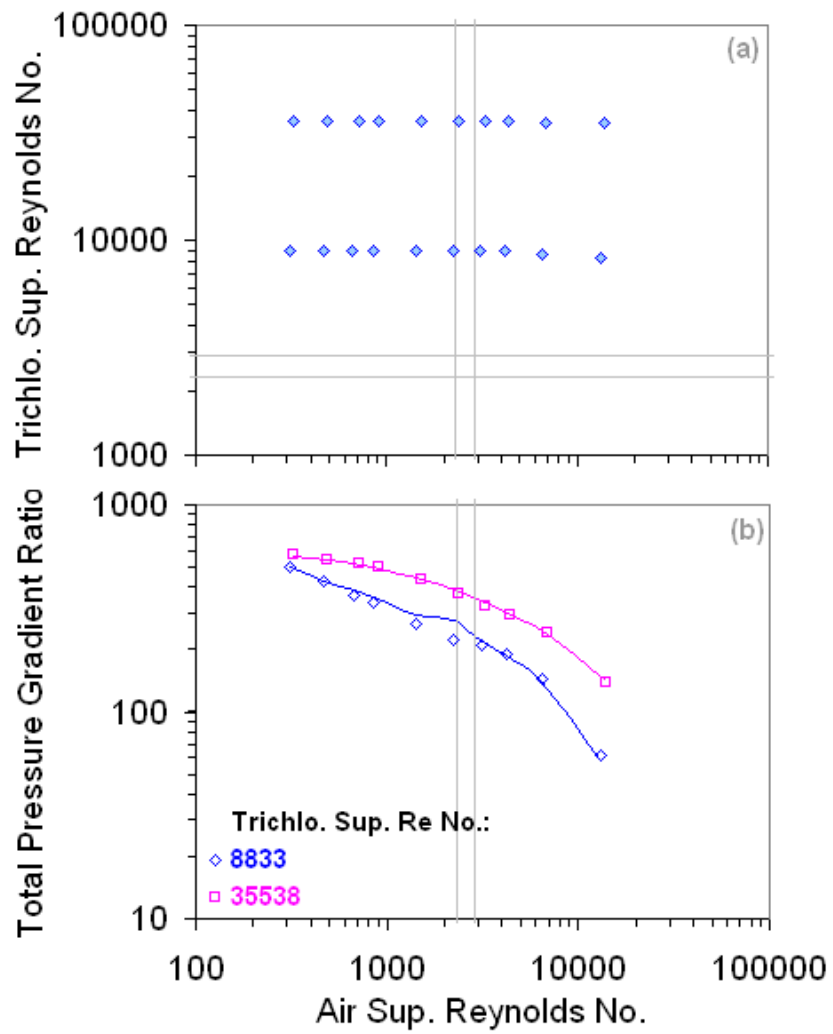 100000
(a)
Trichlo. Sup. Reynolds No.
10000
1000
1000
(b)
Total Pressure Gradient Ratio
100
Trichlo. Sup. Re No.:
8833
35538
10
100
1000
10000
100000
Air Sup. Reynolds No.